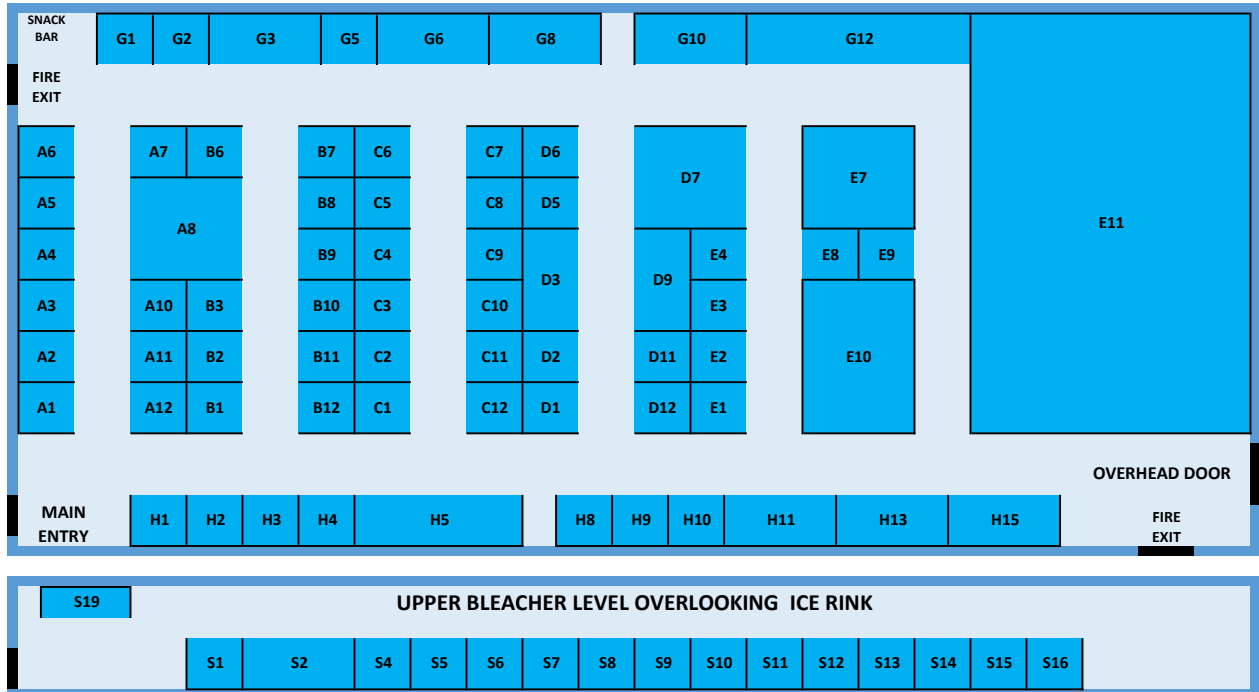 SNACK
BAR
G1 G2 G3 G5 G6 G8 G10 G12
FIRE
EXIT
A6 A7 B6 B7 C6 C7 D6
D7 E7
A5 B8 C5 C8 D5
A8 E11
A4 B9 C4 C9 E4 E8 E9
D3 D9
A3 A10 B3 B10 C3 C10 E3
A2 A11 B2 B11 C2 C11 D2 D11 E2 E10
A1 A12 B1 B12 C1 C12 D1 D12 E1
OVERHEAD DOOR
MAIN
ENTRY
H1 H2 H3 H4 H5 H8 H9 H10 H11 H13 H15
FIRE
EXIT
S19 UPPER BLEACHER LEVEL OVERLOOKING ICE RINK
S1 S2 S4 S5 S6 S7 S8 S9 S10 S11 S12 S13 S14 S15 S16